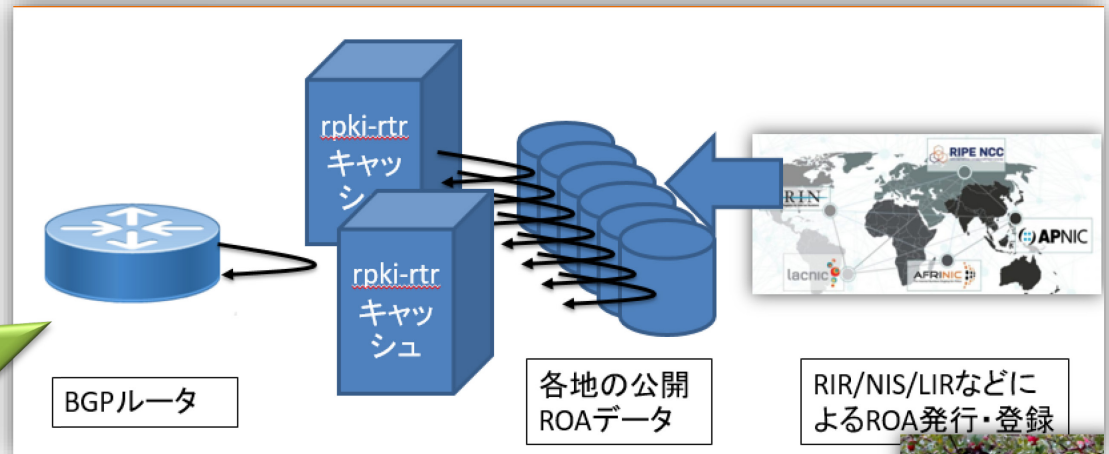 rpki-rtr
キャッ
シュ
rpki-rtr
キャッ
シュ
RIPE NCC
RIN
APNIC
lacnic
AFRINIC
BGPルータ
各地の公開
ROAデータ
RIR/NIS/LIRなどに
よるROA発行・登録